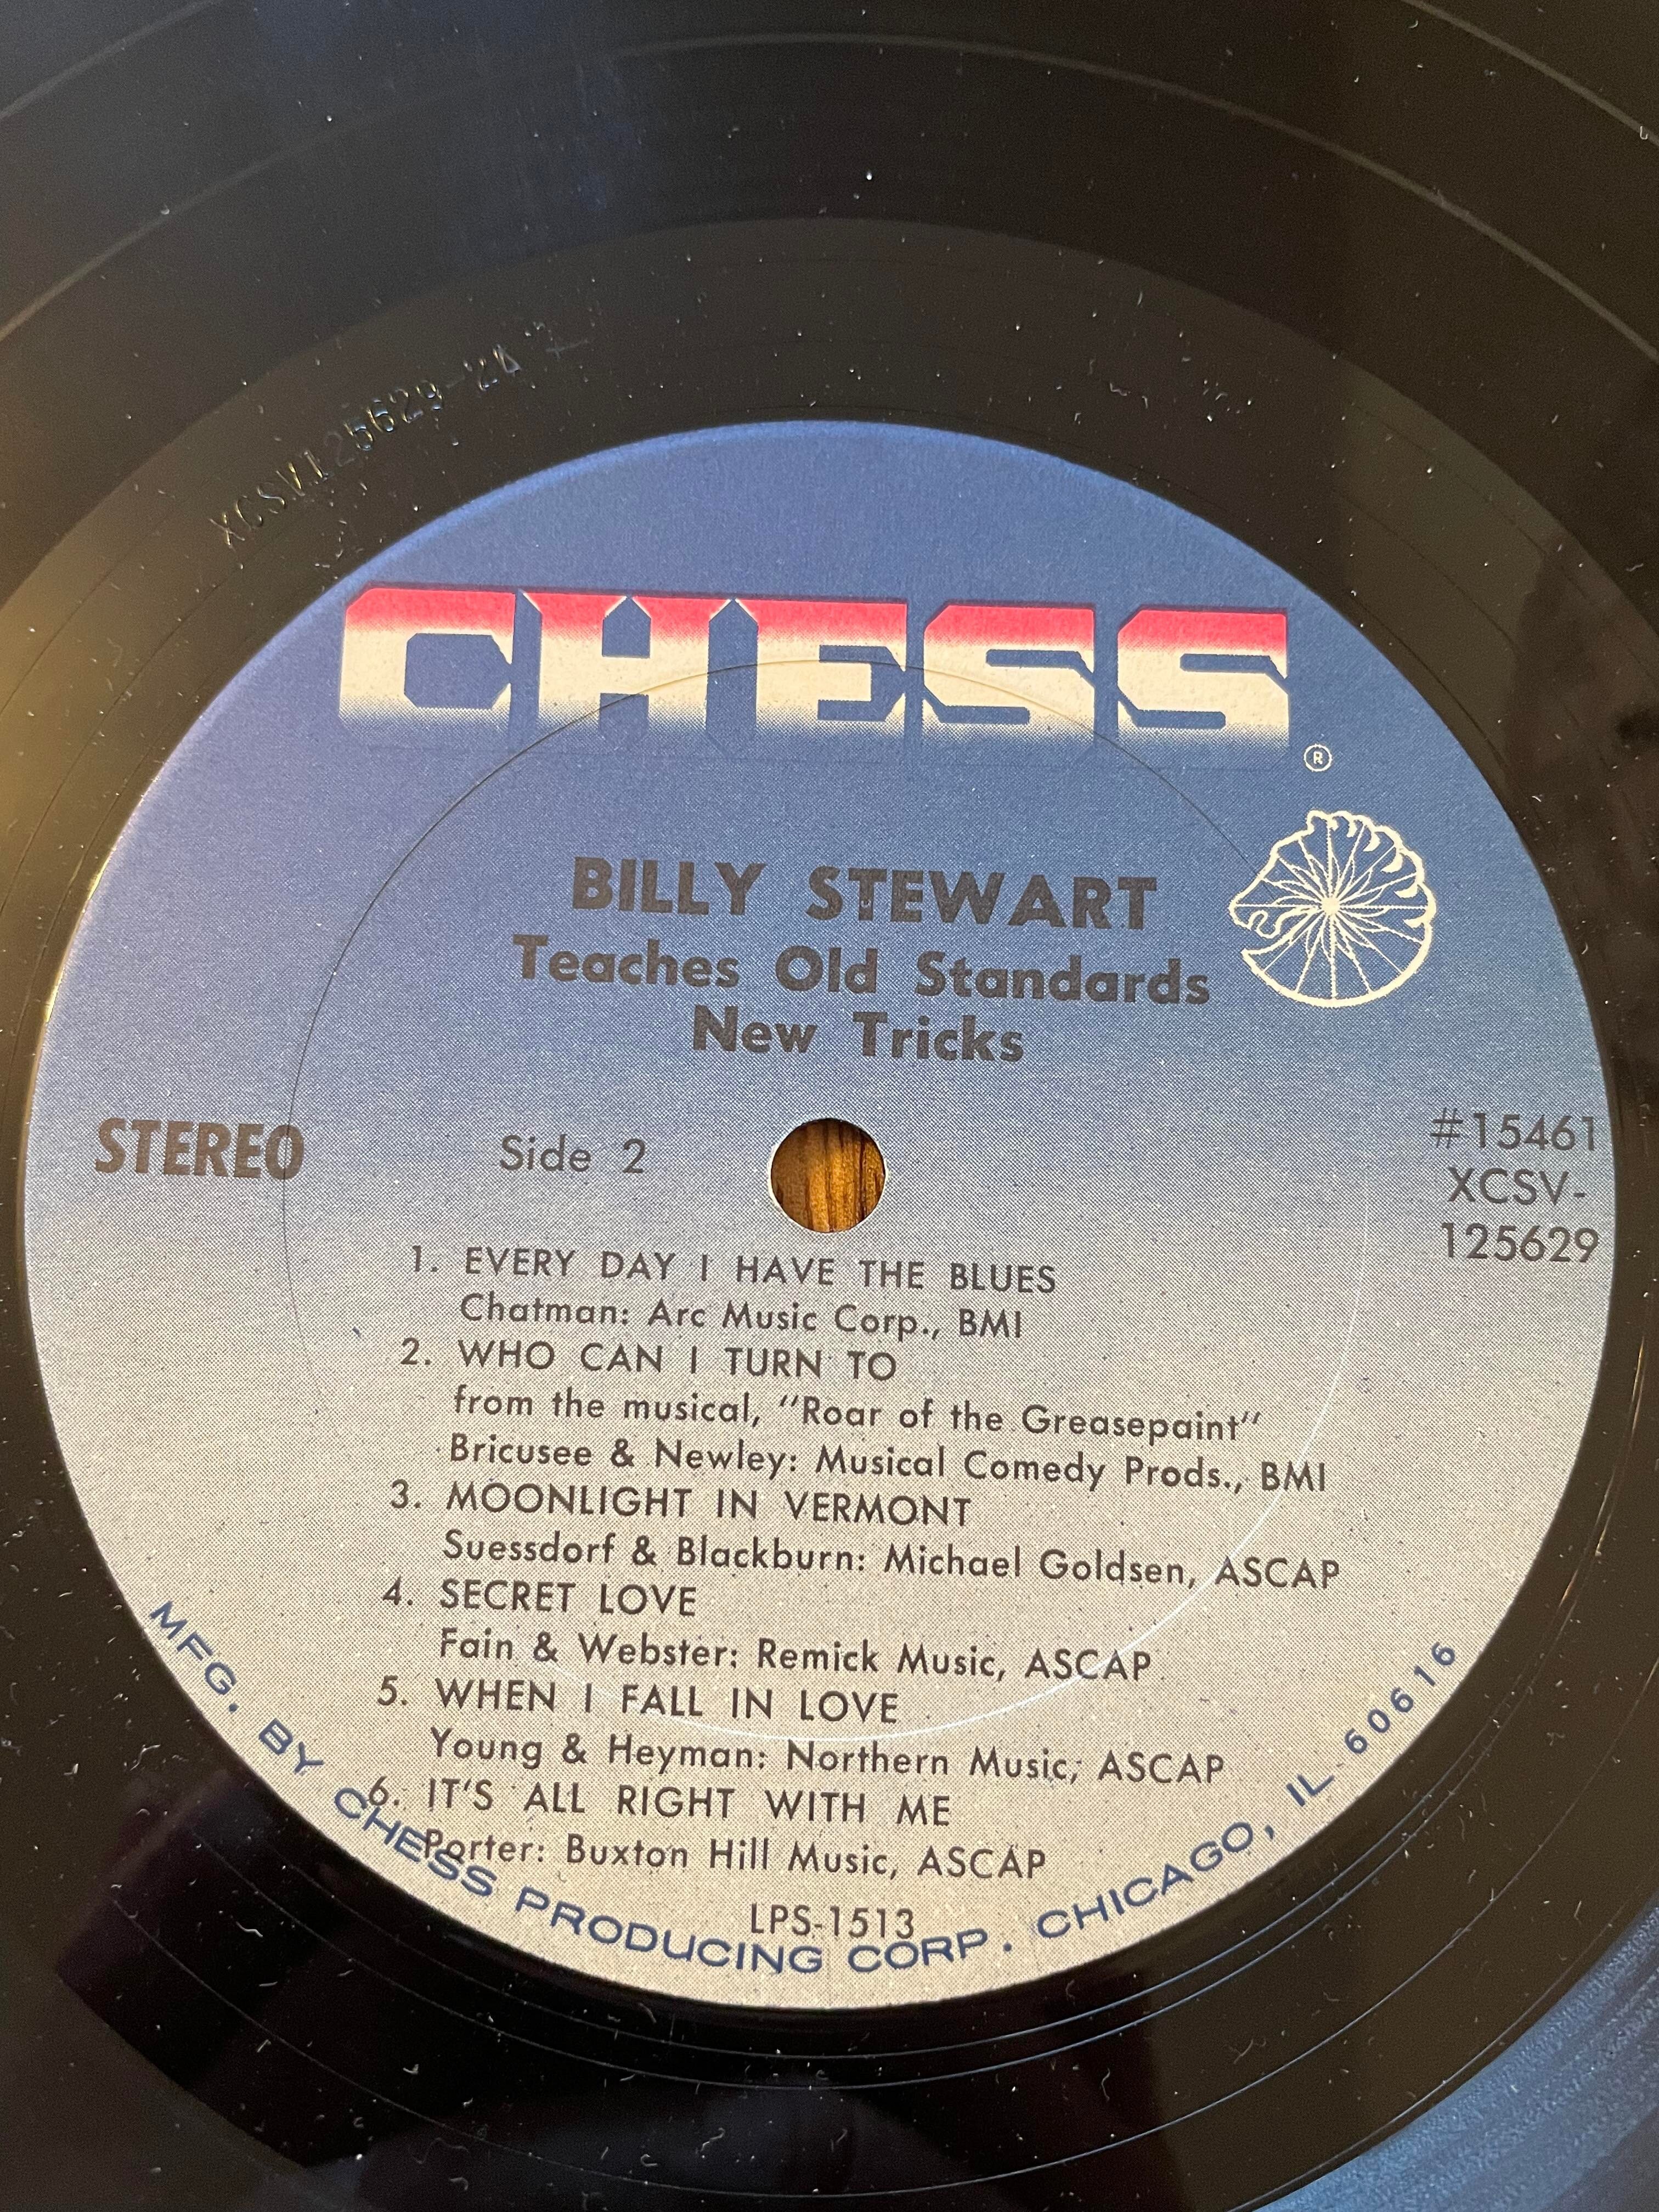 XCSV125629-2A
CHESS
®
BILLY STEWART
Teaches Old Standards
New Tricks
STEREO
Side 2
#15461
XCSV-
125629
1. EVERY DAY I HAVE THE BLUES
Chatman: Arc Music Corp., BMI
2. WHO CAN I TURN TO
from the musical, "Roar of the Greasepaint"
Bricusee & Newley: Musical Comedy Prods., BMI
3. MOONLIGHT IN VERMONT
Suessdorf & Blackburn: Michael Goldsen, ASCAP
4. SECRET LOVE
Fain & Webster: Remick Music, ASCAP
5. WHEN I FALL IN LOVE
Young & Heyman: Northern Music, ASCAP
6. IT'S ALL RIGHT WITH ME
Porter: Buxton Hill Music, ASCAP
LPS-1513
MFG. BY CHESS PRODUCING CORP. CHICAGO, IL 60616